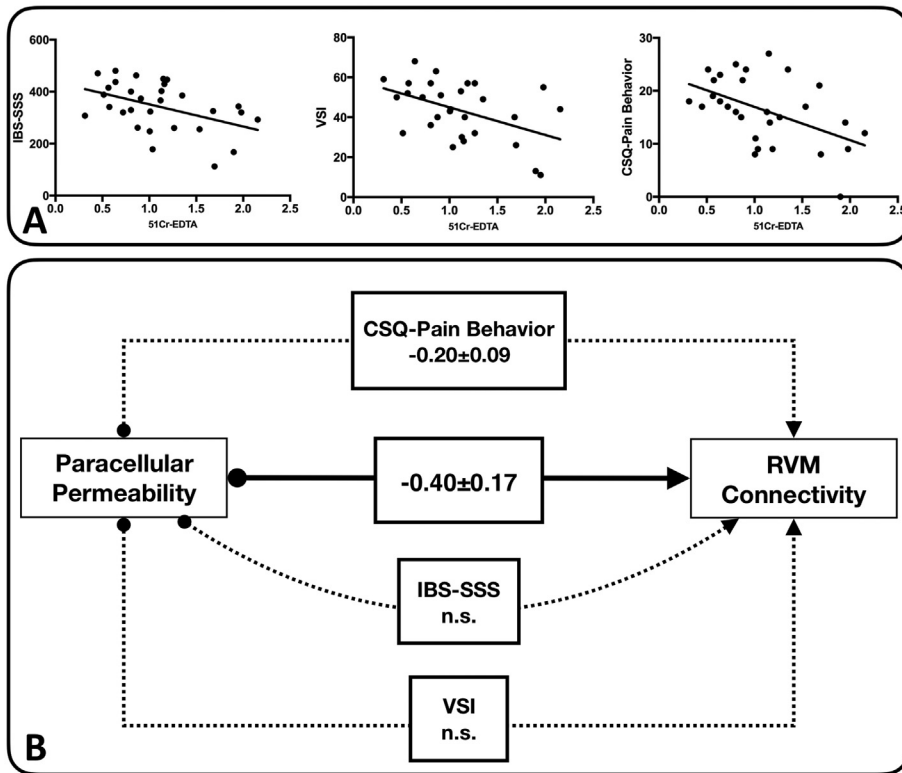 600
400
200
0
IBS-SSS
0.0 0.5 1.0 1.5 2.0 2.5
51Cr-EDTA
80
60
40
20
0
VSI
0.0 0.5 1.0 1.5 2.0 2.5
51Cr-EDTA
30
20
10
0
CSQ-Pain Behavior
0.0 0.5 1.0 1.5 2.0 2.5
51Cr-EDTA
A
CSQ-Pain Behavior
-0.20±0.09
Paracellular
Permeability
-0.40±0.17
RVM
Connectivity
IBS-SSS
n.s.
VSI
n.s.
B